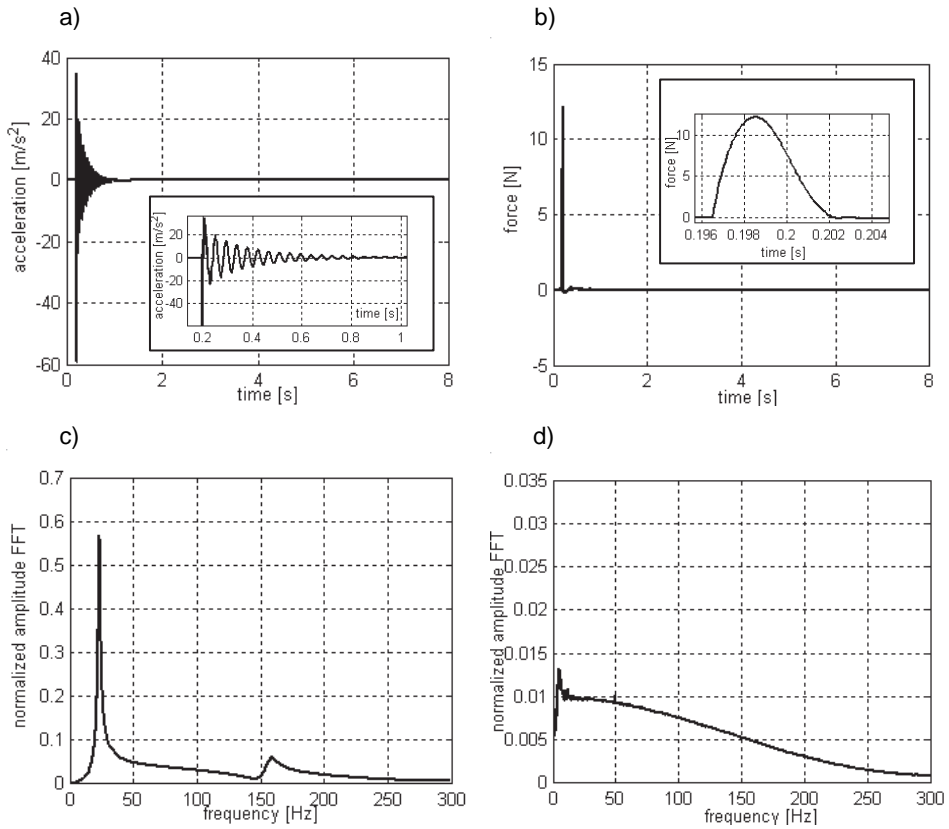 a)
40
20
0
-20
-40
-60
acceleration [m/s²]
0 2 4 6 8
time [s]
20
0
-20
-40
acceleration [m/s²]
time [s]
0.2 0.4 0.6 0.8 1
b)
15
10
5
0
-5
force [N]
0 2 4 6 8
time [s]
10
5
0
force [N]
0.196 0.198 0.2 0.202 0.204
time [s]
c)
0.7
0.6
0.5
0.4
0.3
0.2
0.1
0
normalized amplitude FFT
0 50 100 150 200 250 300
frequency [Hz]
d)
0.035
0.03
0.025
0.02
0.015
0.01
0.005
0
normalized amplitude FFT
0 50 100 150 200 250 300
frequency [Hz]